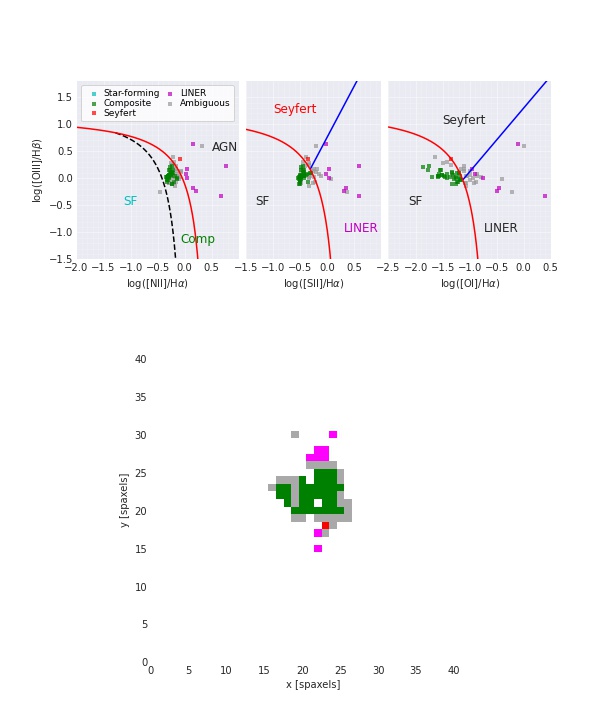 Star-forming
Composite
Seyfert
LINER
Ambiguous
AGN
SF
Comp
Seyfert
SF
LINER
Seyfert
SF
LINER
1.5
1.0
0.5
0.0
−0.5
−1.0
−1.5
log([OIII]/Hβ)
−2.0 −1.5 −1.0 −0.5 0.0 0.5
−1.5 −1.0 −0.5 0.0 0.5
−2.5 −2.0 −1.5 −1.0 −0.5 0.0 0.5
log([NII]/Hα)
log([SII]/Hα)
log([OI]/Hα)
40
35
30
25
20
15
10
5
0
y [spaxels]
0 5 10 15 20 25 30 35 40
x [spaxels]